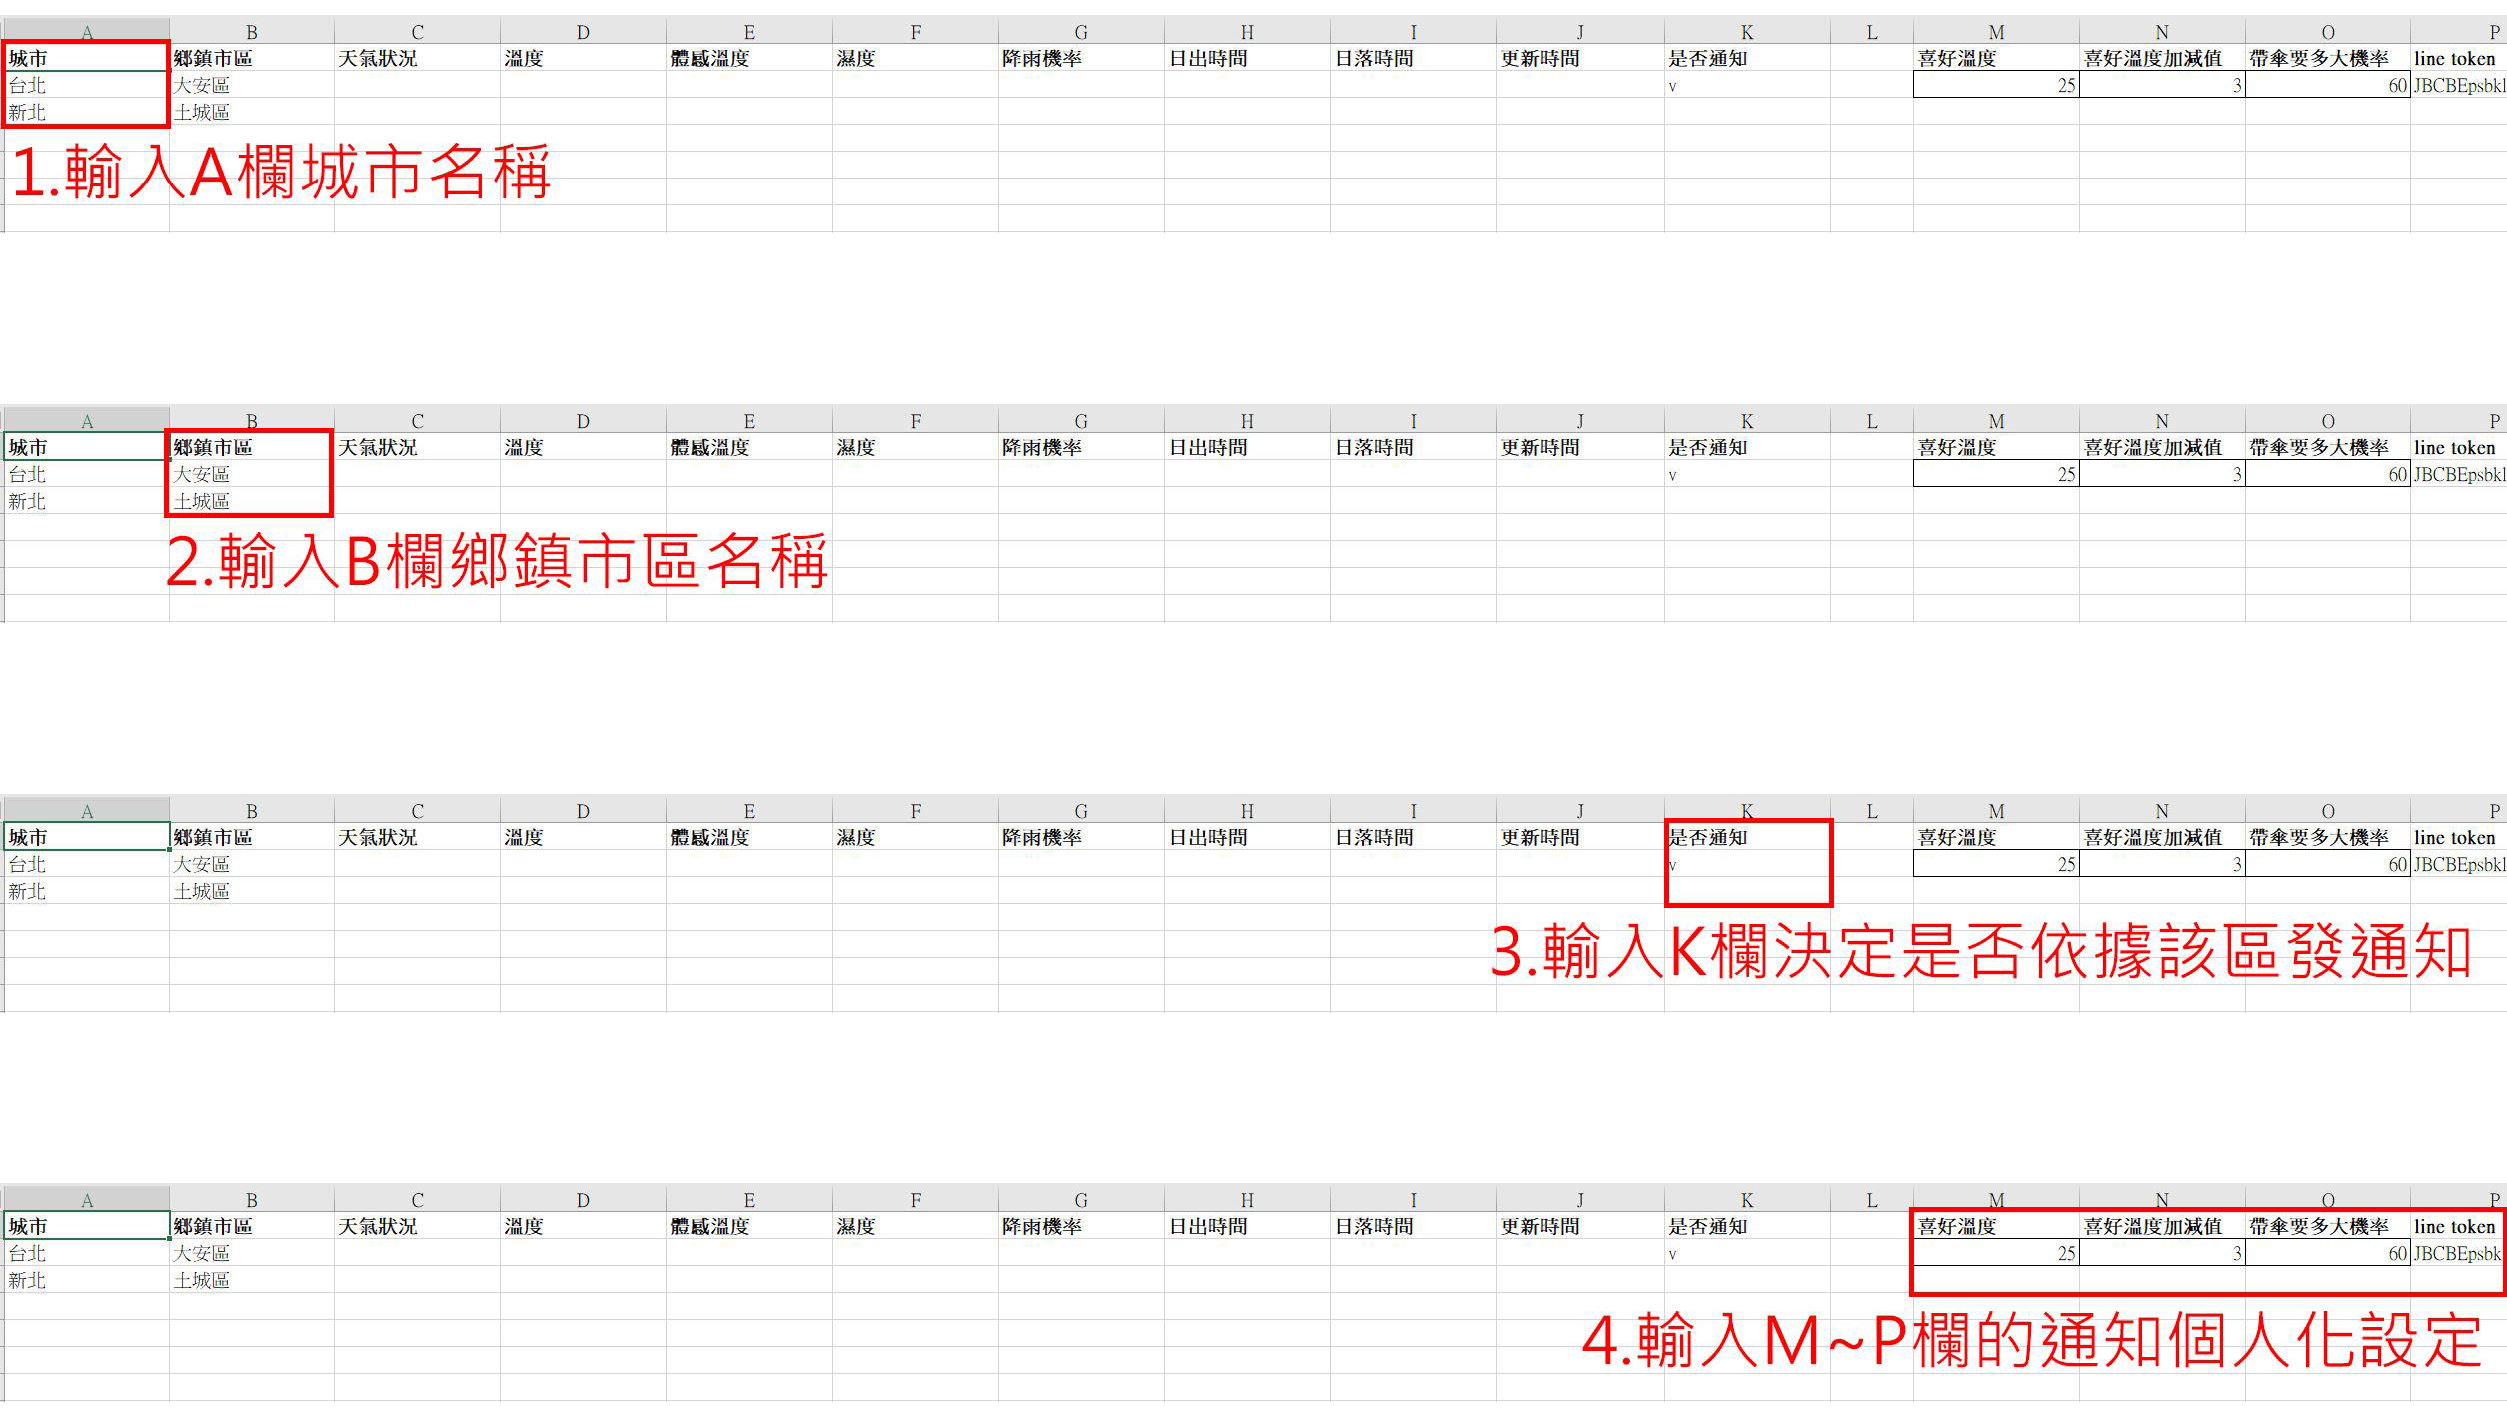 A B C D E F G H I J K L M N O P
城市 鄉鎮市區 天氣狀況 溫度 體感溫度 濕度 降雨機率 日出時間 日落時間 更新時間 是否通知 喜好溫度 喜好溫度加減值 帶傘要多大機率 line token
台北 大安區 v 25 3 60 JBCBEpsbkl
新北 土城區
1.輸入A欄城市名稱
A B C D E F G H I J K L M N O P
城市 鄉鎮市區 天氣狀況 溫度 體感溫度 濕度 降雨機率 日出時間 日落時間 更新時間 是否通知 喜好溫度 喜好溫度加減值 帶傘要多大機率 line token
台北 大安區 v 25 3 60 JBCBEpsbkl
新北 土城區
2.輸入B欄鄉鎮市區名稱
A B C D E F G H I J K L M N O P
城市 鄉鎮市區 天氣狀況 溫度 體感溫度 濕度 降雨機率 日出時間 日落時間 更新時間 是否通知 喜好溫度 喜好溫度加減值 帶傘要多大機率 line token
台北 大安區 v 25 3 60 JBCBEpsbkl
新北 土城區
3.輸入K欄決定是否依據該區發通知
A B C D E F G H I J K L M N O P
城市 鄉鎮市區 天氣狀況 溫度 體感溫度 濕度 降雨機率 日出時間 日落時間 更新時間 是否通知 喜好溫度 喜好溫度加減值 帶傘要多大機率 line token
台北 大安區 v 25 3 60 JBCBEpsbk
新北 土城區
4.輸入M~P欄的通知個人化設定